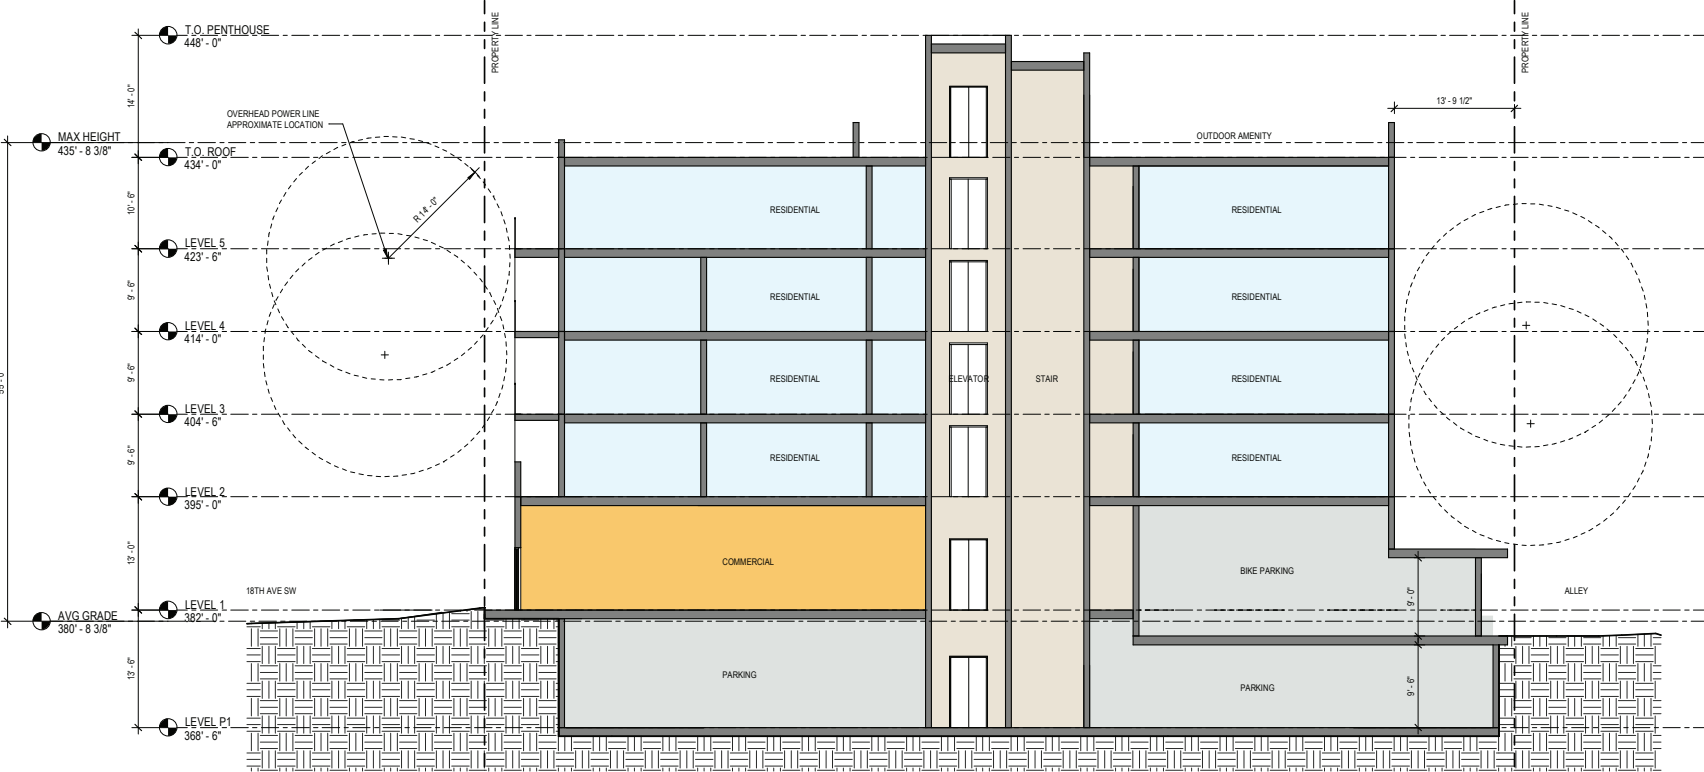 T.O. PENTHOUSE
448' - 0"
PROPERTY LINE
PROPERTY LINE
14' - 0"
13' - 9 1/2"
OVERHEAD POWER LINE
APPROXIMATE LOCATION
MAX HEIGHT
435' - 8 3/8"
OUTDOOR AMENITY
T.O. ROOF
434' - 0"
10' - 6"
R 14' - 0"
RESIDENTIAL
RESIDENTIAL
LEVEL 5
423' - 6"
9' - 6"
RESIDENTIAL
RESIDENTIAL
LEVEL 4
414' - 0"
9' - 6"
RESIDENTIAL
ELEVATOR
STAIR
RESIDENTIAL
LEVEL 3
404' - 6"
9' - 6"
RESIDENTIAL
RESIDENTIAL
LEVEL 2
395' - 0"
13' - 0"
COMMERCIAL
BIKE PARKING
18TH AVE SW
ALLEY
9' - 0"
LEVEL 1
382' - 0"
AVG GRADE
380' - 8 3/8"
13' - 6"
PARKING
PARKING
9' - 6"
LEVEL P1
368' - 6"